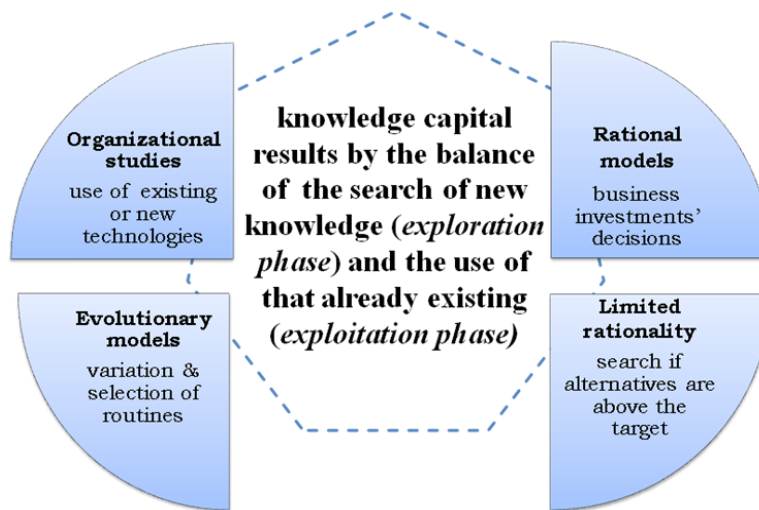 Organizational
studies
use of existing
or new
technologies
knowledge capital
results by the balance
of the search of new
knowledge (exploration
phase) and the use of
that already existing
(exploitation phase)
Rational
models
business
investments'
decisions
Evolutionary
models
variation &
selection of
routines
Limited
rationality
search if
alternatives are
above the
target